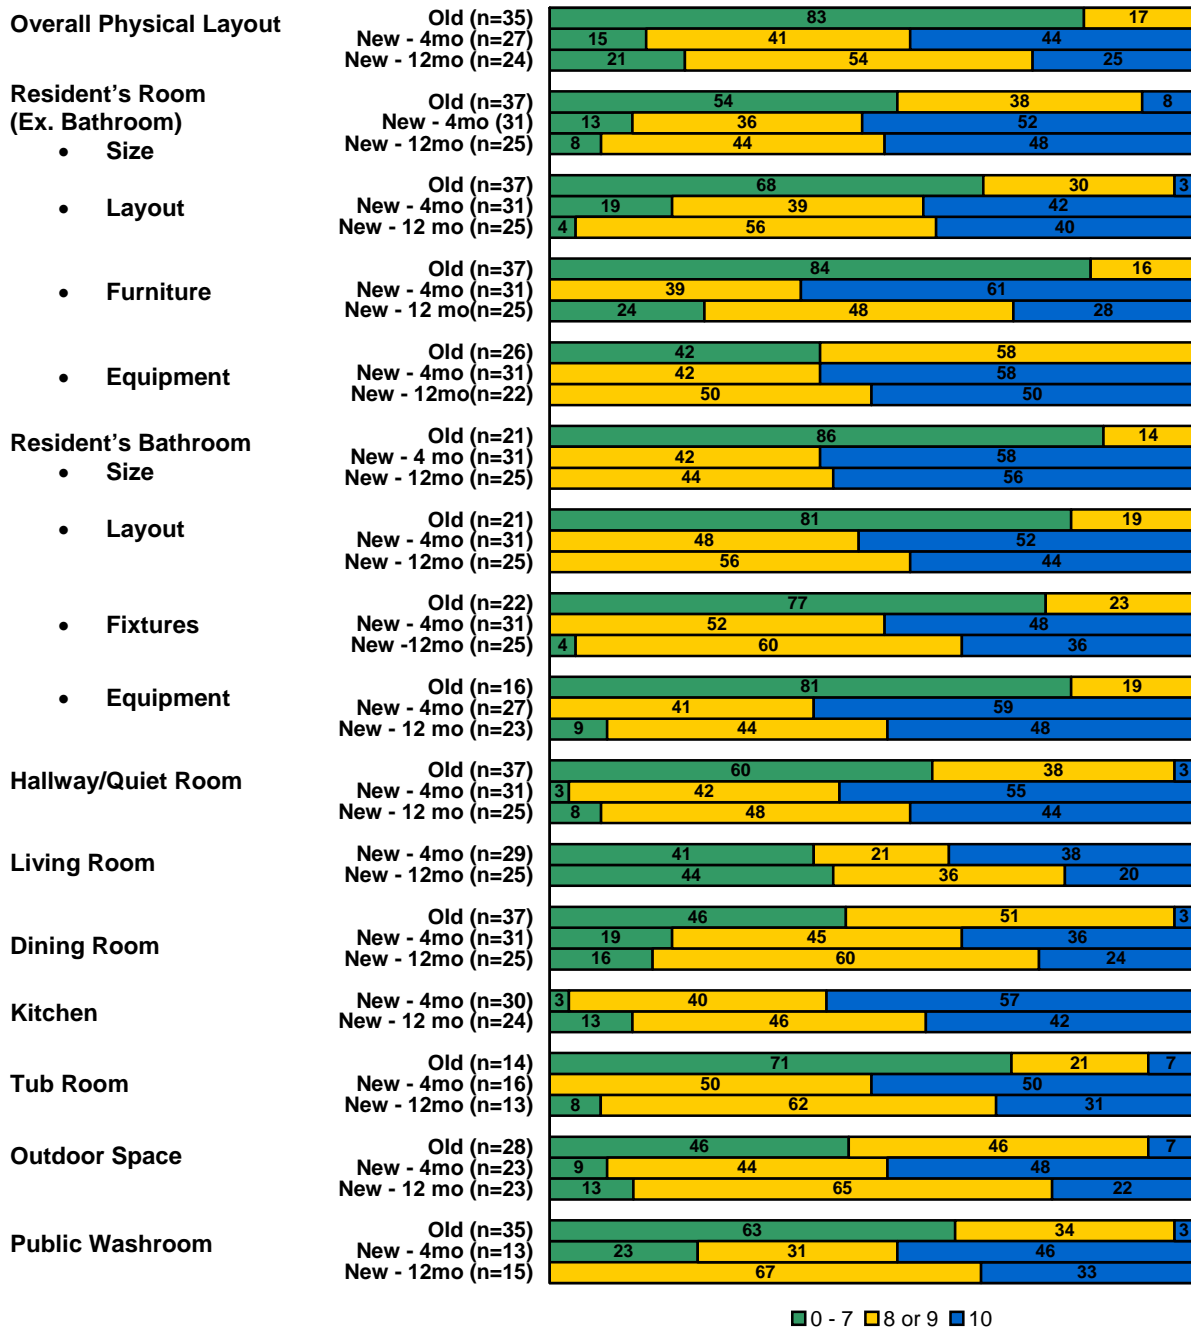 Overall Physical Layout
Old (n=35) 83 17
New - 4mo (n=27) 15 41 44
New - 12mo (n=24) 21 54 25
Resident’s Room
(Ex. Bathroom)
• Size
Old (n=37) 54 38 8
New - 4mo (31) 13 36 52
New - 12mo (n=25) 8 44 48
• Layout
Old (n=37) 68 30 3
New - 4mo (n=31) 19 39 42
New - 12 mo (n=25) 4 56 40
• Furniture
Old (n=37) 84 16
New - 4mo (n=31) 39 61
New - 12 mo(n=25) 24 48 28
• Equipment
Old (n=26) 42 58
New - 4mo (n=31) 42 58
New - 12mo(n=22) 50 50
Resident’s Bathroom
• Size
Old (n=21) 86 14
New - 4 mo (n=31) 42 58
New - 12mo (n=25) 44 56
• Layout
Old (n=21) 81 19
New - 4mo (n=31) 48 52
New - 12mo (n=25) 56 44
• Fixtures
Old (n=22) 77 23
New - 4mo (n=31) 52 48
New -12mo (n=25) 4 60 36
• Equipment
Old (n=16) 81 19
New - 4mo (n=27) 41 59
New - 12 mo (n=23) 9 44 48
Hallway/Quiet Room
Old (n=37) 60 38 3
New - 4mo (n=31) 3 42 55
New - 12 mo (n=25) 8 48 44
Living Room
New - 4mo (n=29) 41 21 38
New - 12mo (n=25) 44 36 20
Dining Room
Old (n=37) 46 51 3
New - 4mo (n=31) 19 45 36
New - 12mo (n=25) 16 60 24
Kitchen
New - 4mo (n=30) 3 40 57
New - 12 mo (n=24) 13 46 42
Tub Room
Old (n=14) 71 21 7
New - 4mo (n=16) 50 50
New - 12mo (n=13) 8 62 31
Outdoor Space
Old (n=28) 46 46 7
New - 4mo (n=23) 9 44 48
New - 12 mo (n=23) 13 65 22
Public Washroom
Old (n=35) 63 34 3
New - 4mo (n=13) 23 31 46
New - 12mo (n=15) 67 33
0 - 7 8 or 9 10